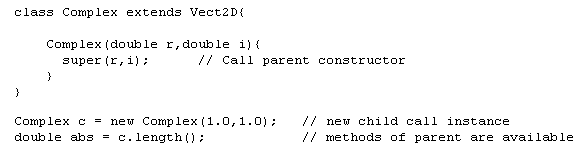 class Complex extends Vect2D{
Complex(double r,double i){
super(r,i); // Call parent constructor
}
}
Complex c = new Complex(1.0,1.0); // new child call instance
double abs = c.length(); // methods of parent are available